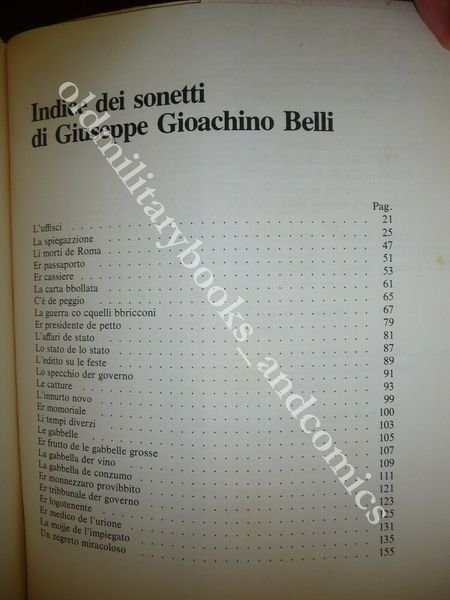 Indice dei sonetti
di Giuseppe Gioachino Belli
Pag.
L'uffisci . . . 21
La spiegazzione . . . 25
Li morti de Roma . . . 47
Er passaporto . . . 51
Er cassiere . . . 53
La carta bbollata . . . 61
C'è de peggio . . . 65
La guerra co cquelli bbricconi . . . 67
Er presidente de petto . . . 79
L'affari de stato . . . 81
Lo stato de lo stato . . . 87
L'editto su le feste . . . 89
Lo specchio der governo . . . 91
Le catture . . . 93
L'innurto novo . . . 99
Er momoriale . . . 100
Li tempi diverzi . . . 103
Le gabbelle . . . 105
Er frutto de le gabbelle grosse . . . 107
La gabbella der vino . . . 109
La gabbella de conzumo . . . 111
Er monnezzaro provibbito . . . 121
Er tribbunale der governo . . . 123
Er logotenente . . . 125
Er medico de l'urione . . . 131
La mojje de l'impiegato . . . 135
Un zegreto miracoloso . . . 155
oldmilitarybooks_andcomics